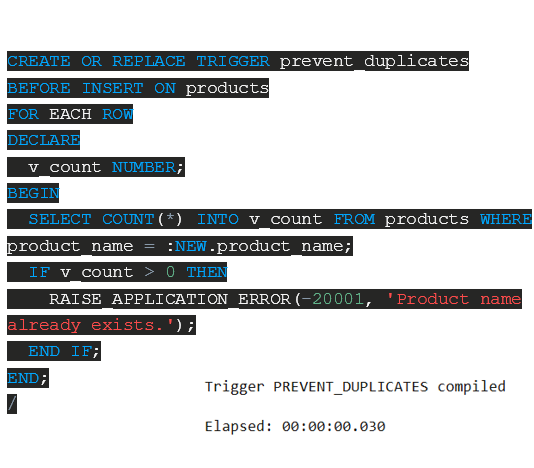 CREATE OR REPLACE TRIGGER prevent_duplicates
BEFORE INSERT ON products
FOR EACH ROW
DECLARE
  v_count NUMBER;
BEGIN
  SELECT COUNT(*) INTO v_count FROM products WHERE
product_name = :NEW.product_name;
  IF v_count > 0 THEN
    RAISE_APPLICATION_ERROR(-20001, 'Product name
already exists.');
  END IF;
END;
/
Trigger PREVENT_DUPLICATES compiled
Elapsed: 00:00:00.030